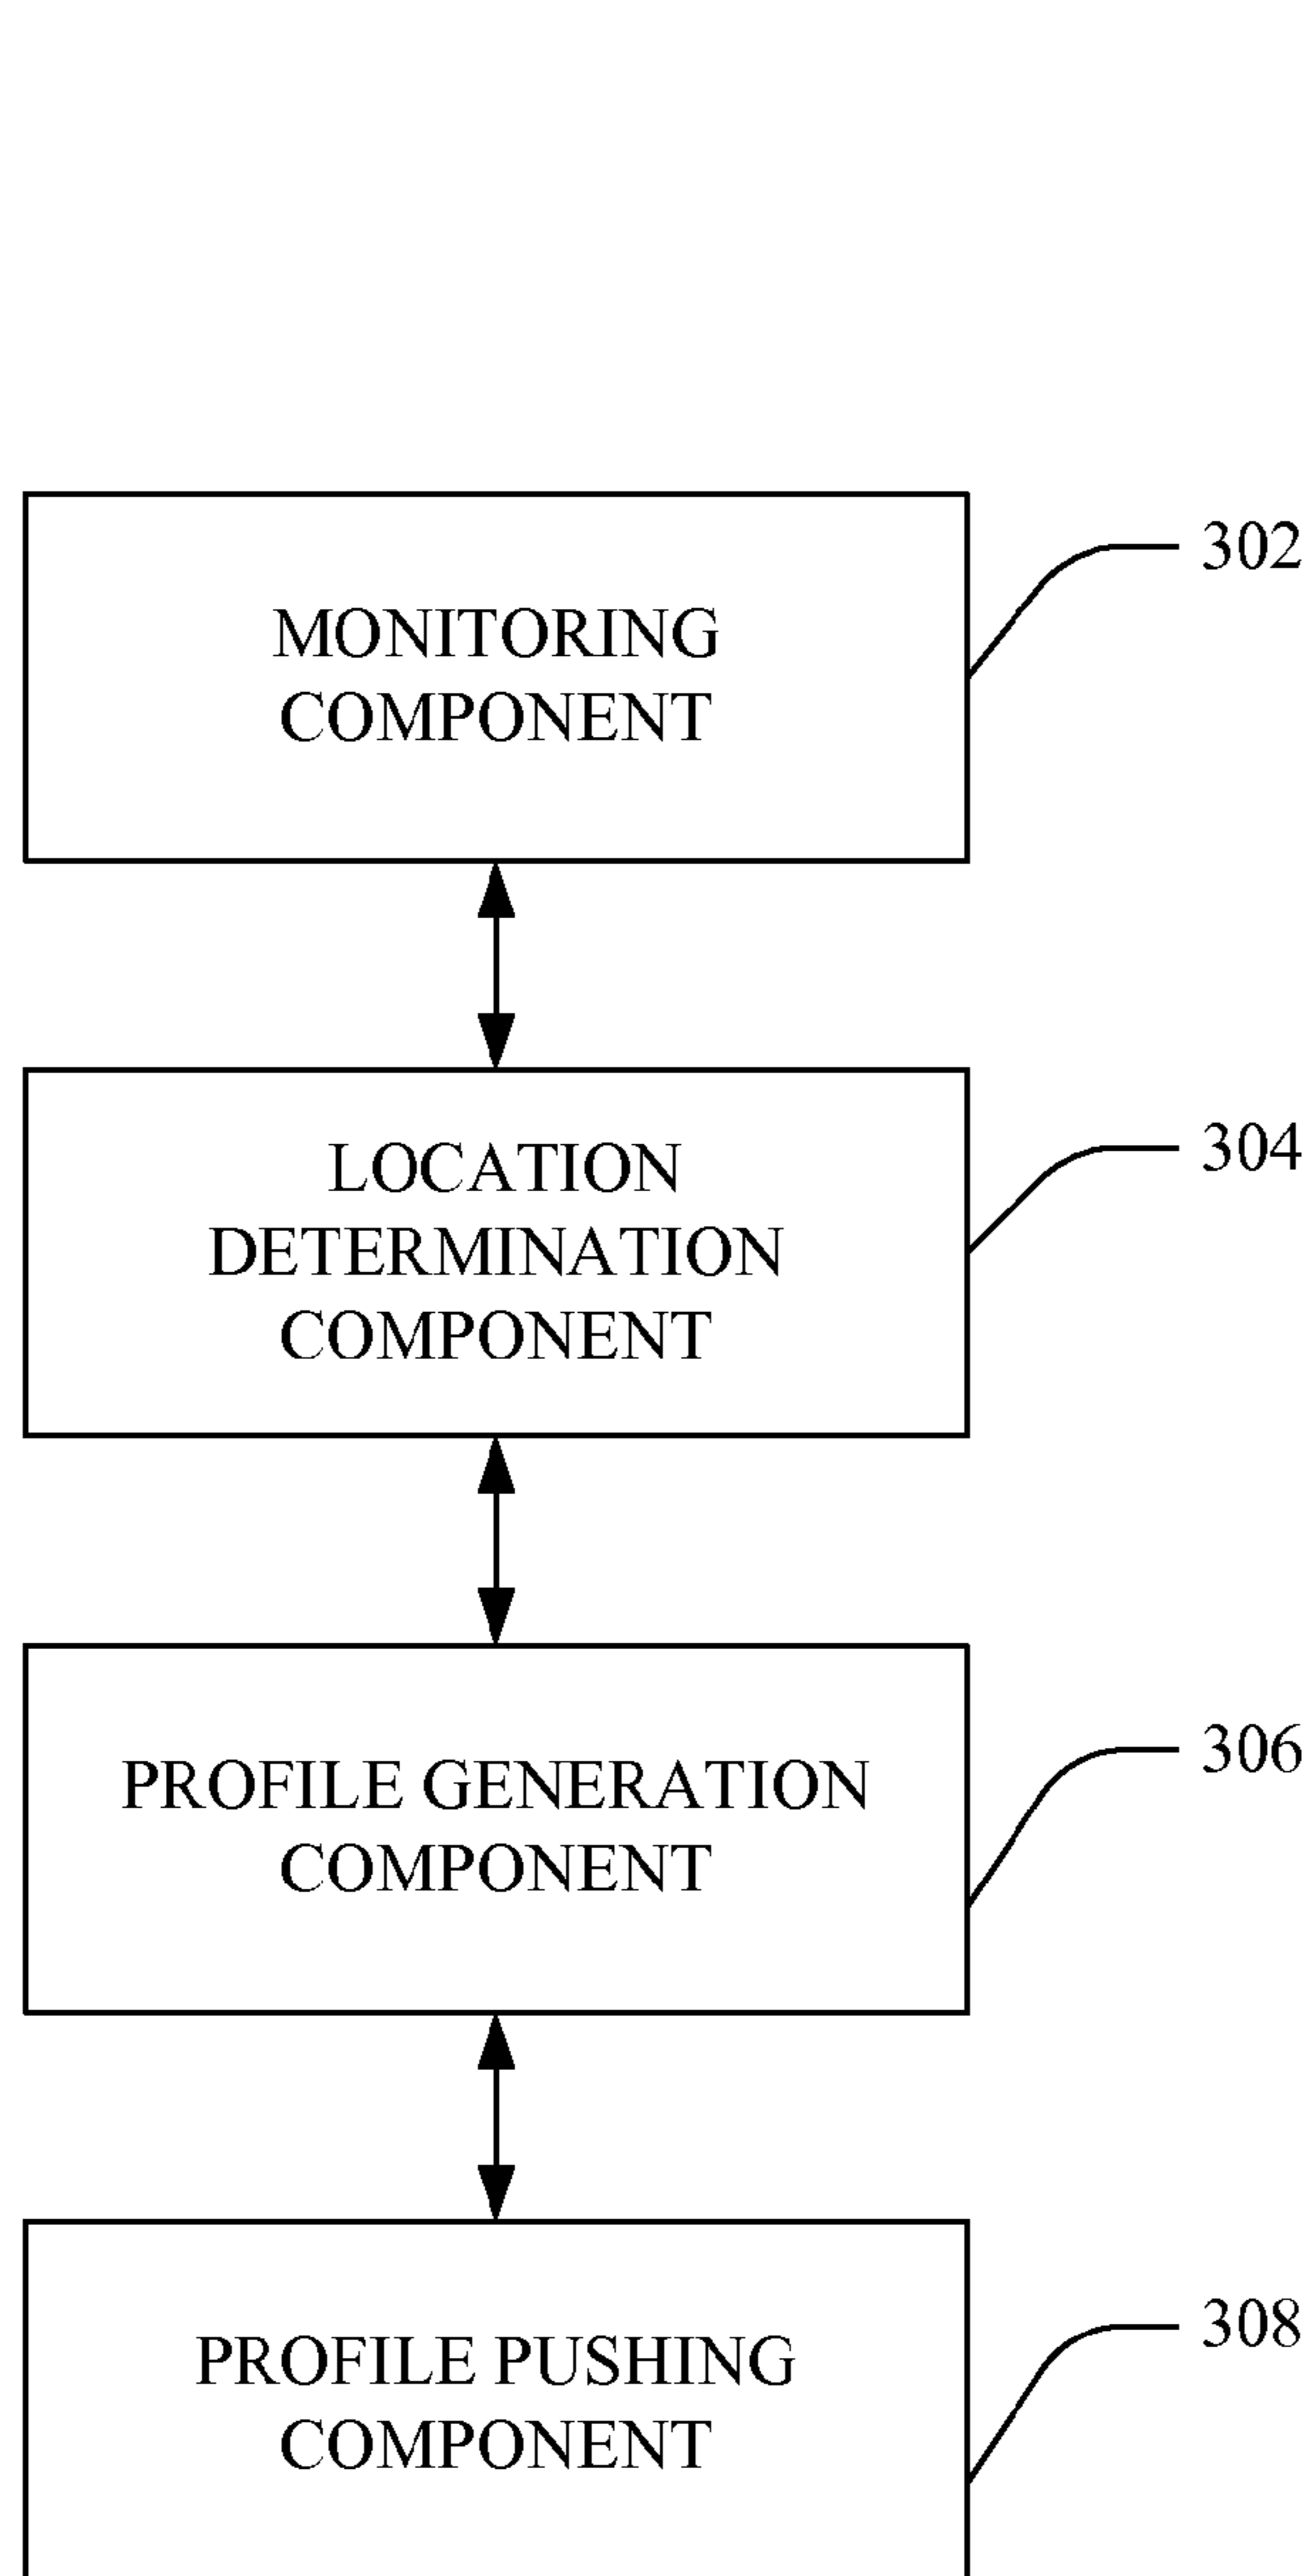 MONITORING
COMPONENT
302
LOCATION
DETERMINATION
COMPONENT
304
PROFILE GENERATION
COMPONENT
306
PROFILE PUSHING
COMPONENT
308